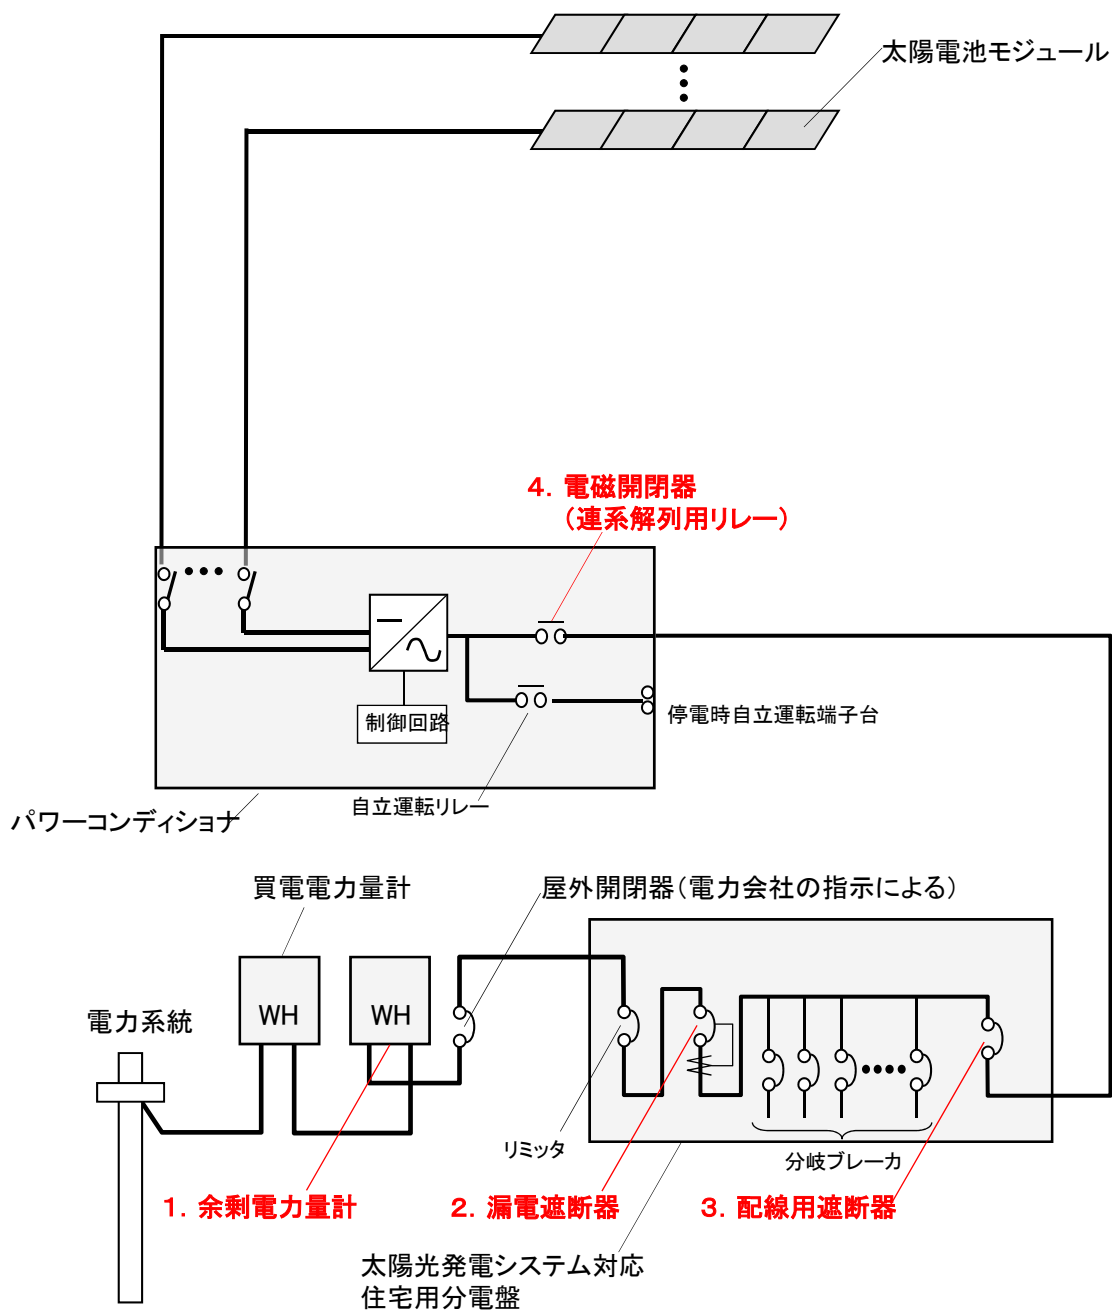 太陽電池モジュール
4．電磁開閉器
（連系解列用リレー）
制御回路
停電時自立運転端子台
自立運転リレー
パワーコンディショナ
買電電力量計
屋外開閉器（電力会社の指示による）
WH
WH
電力系統
リミッタ
分岐ブレーカ
1．余剰電力量計
2．漏電遮断器
3．配線用遮断器
太陽光発電システム対応
住宅用分電盤